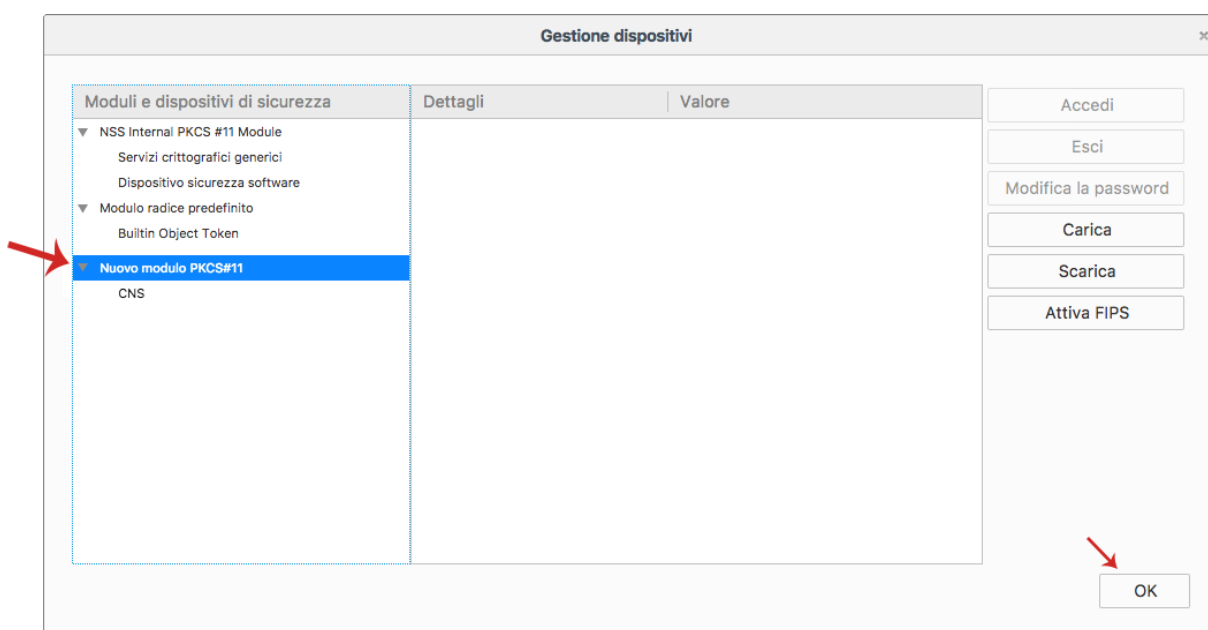 Gestione dispositivi
Moduli e dispositivi di sicurezza
Dettagli
Valore
NSS Internal PKCS #11 Module
Servizi crittografici generici
Dispositivo sicurezza software
Modulo radice predefinito
Builtin Object Token
Nuovo modulo PKCS#11
CNS
Accedi
Esci
Modifica la password
Carica
Scarica
Attiva FIPS
OK